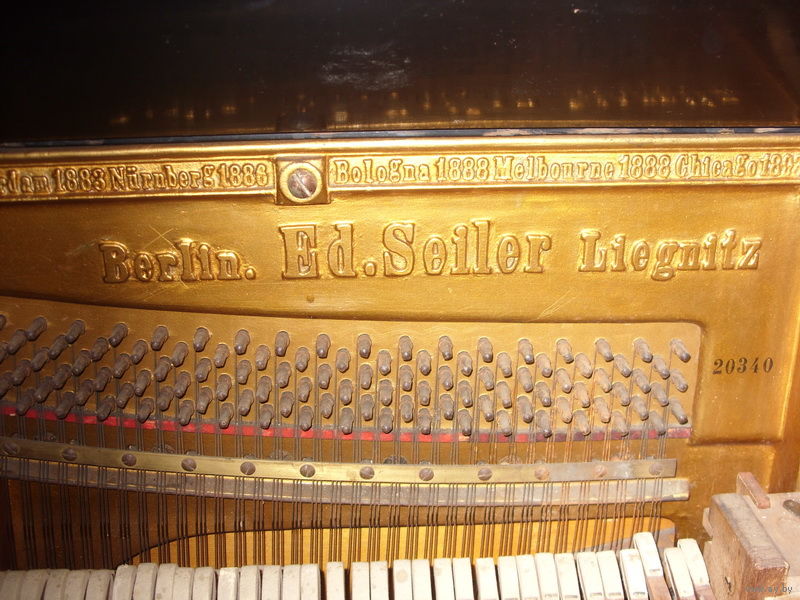 1883 Nürnberg 1886 Bologna 1888 Melbourne 1888 Chicago
Berlin. Ed. Seiler Liegnitz
20340